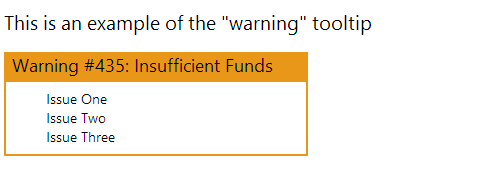 This is an example of the "warning" tooltip
Warning #435: Insufficient Funds
Issue One
Issue Two
Issue Three